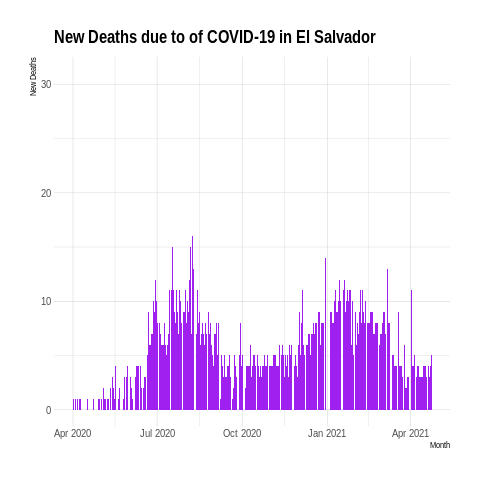 New Deaths due to of COVID-19 in El Salvador
New Deaths
30
20
10
0
Apr 2020 Jul 2020 Oct 2020 Jan 2021 Apr 2021
Month